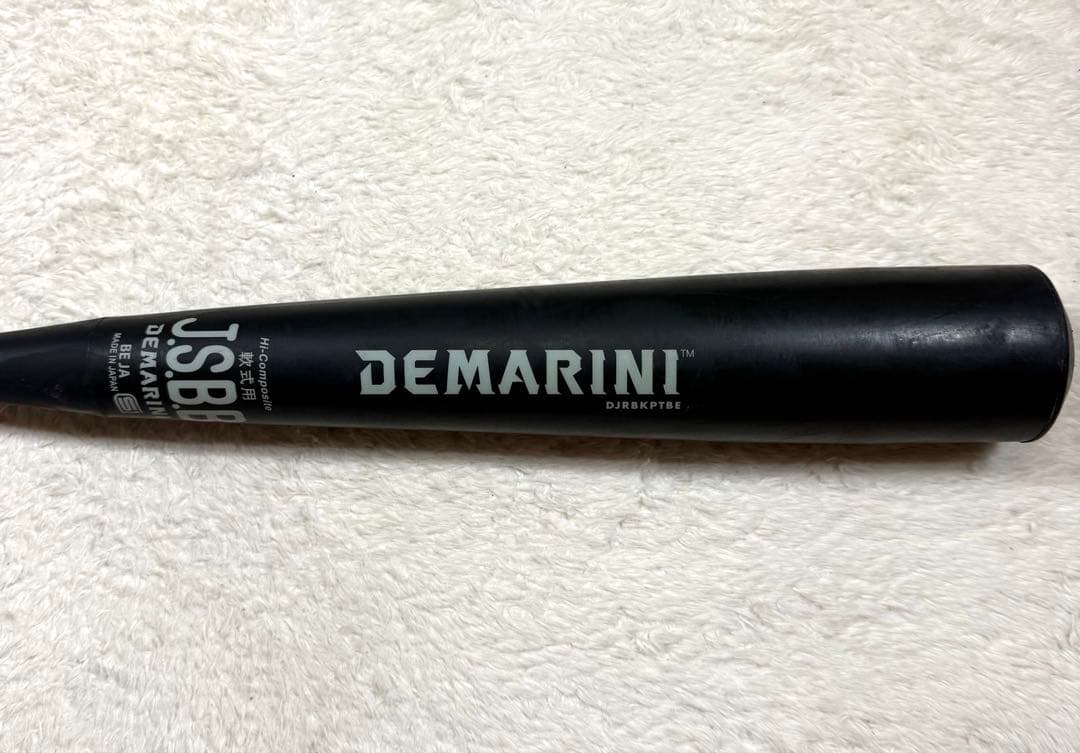 DEMARINI™
DJRBKPTBE
Hi-Composite
軟式用
J.S.B.B
DEMARINI
BE JA
MADE IN JAPAN